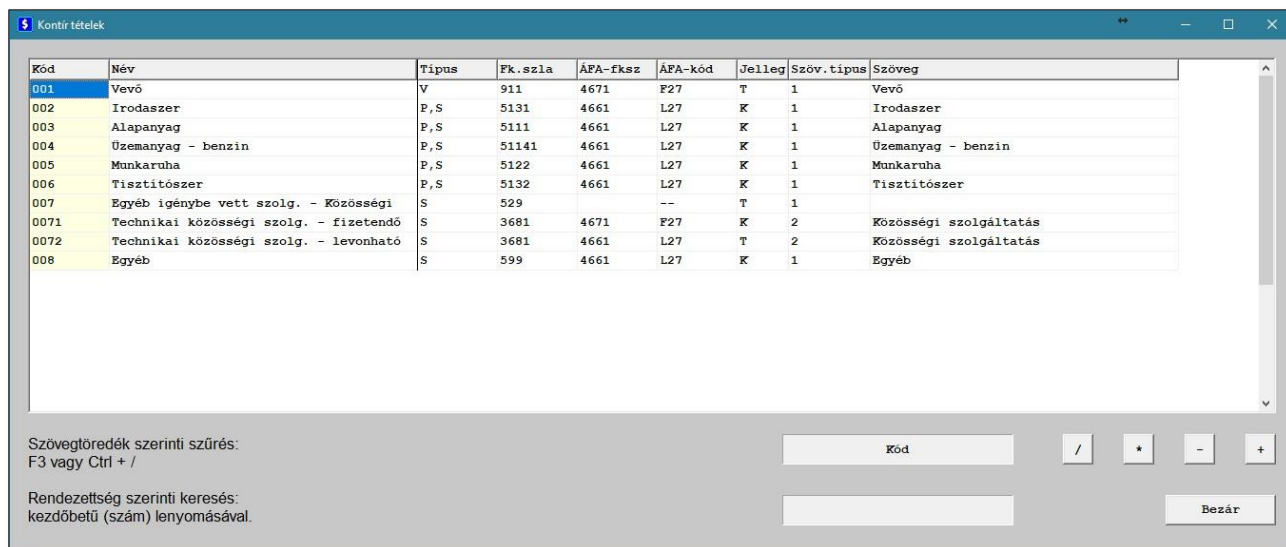 Kontír tételek
Kód Név Típus Fk.szla ÁFA-fksz ÁFA-kód Jelleg Szöv.típus Szöveg
001 Vevő V 911 4671 F27 T 1 Vevő
002 Irodaszer P,S 5131 4661 L27 K 1 Irodaszer
003 Alapanyag P,S 5111 4661 L27 K 1 Alapanyag
004 Üzemanyag - benzin P,S 51141 4661 L27 K 1 Üzemanyag - benzin
005 Munkaruha P,S 5122 4661 L27 K 1 Munkaruha
006 Tisztítószer P,S 5132 4661 L27 K 1 Tisztítószer
007 Egyéb igénybe vett szolg. - Közösségi S 529 -- T 1
0071 Technikai közösségi szolg. - fizetendő S 3681 4671 F27 K 2 Közösségi szolgáltatás
0072 Technikai közösségi szolg. - levonható S 3681 4661 L27 T 2 Közösségi szolgáltatás
008 Egyéb S 599 4661 L27 K 1 Egyéb
Szövegtöredék szerinti szűrés:
F3 vagy Ctrl + /
Kód / * - +
Rendezettség szerinti keresés:
kezdőbetű (szám) lenyomásával.
Bezár